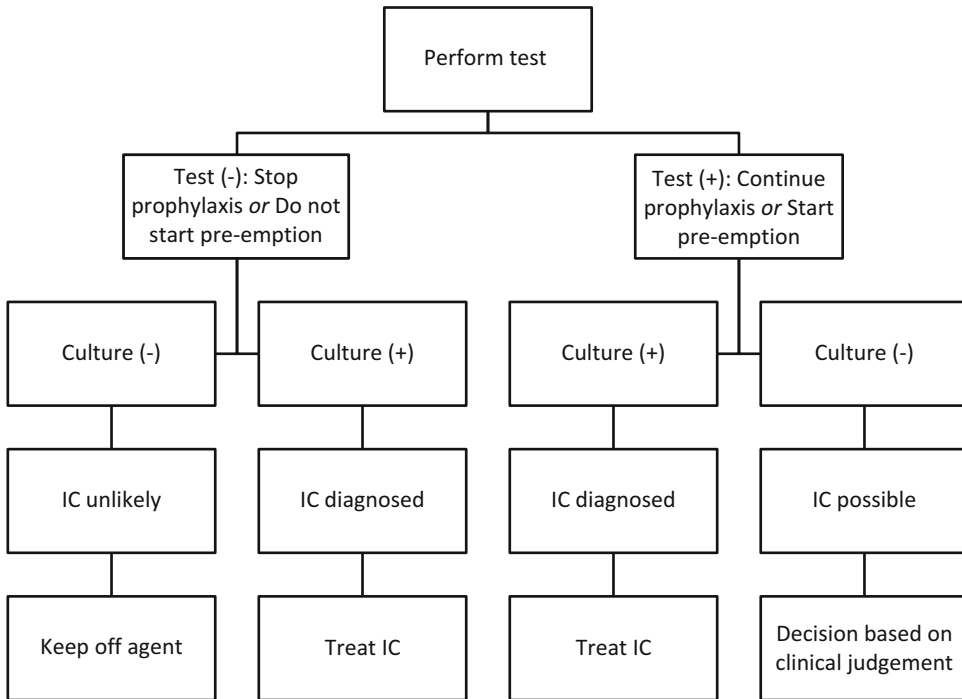 Perform test
Test (-): Stop
prophylaxis or Do not
start pre-emption
Test (+): Continue
prophylaxis or Start
pre-emption
Culture (-)
Culture (+)
Culture (+)
Culture (-)
IC unlikely
IC diagnosed
IC diagnosed
IC possible
Keep off agent
Treat IC
Treat IC
Decision based on
clinical judgement